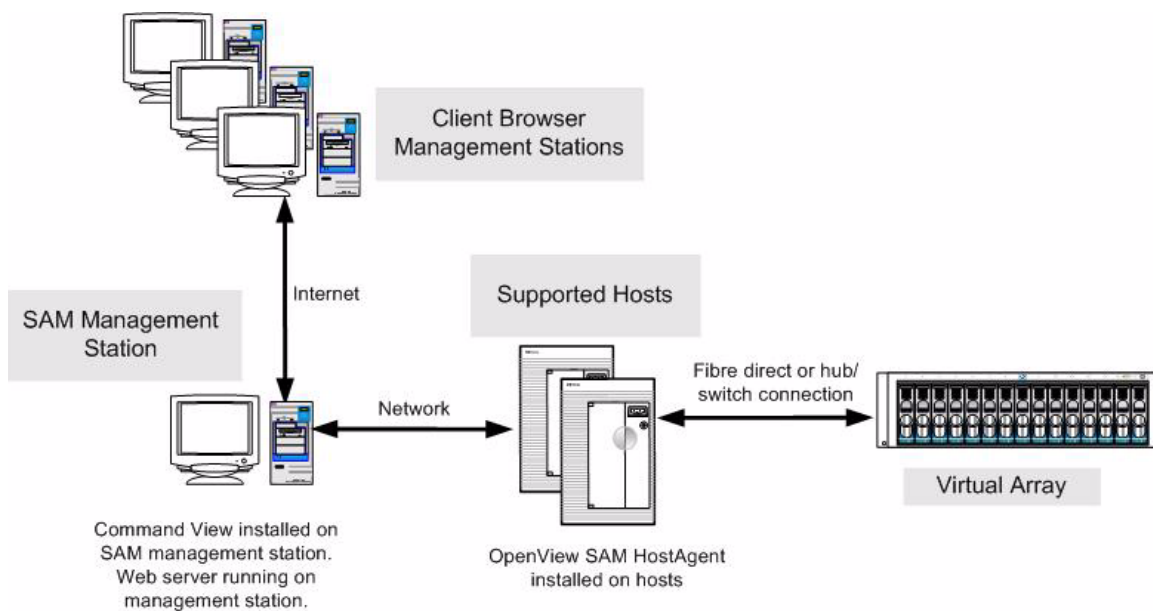 Client Browser
Management Stations
Internet
SAM Management
Station
Supported Hosts
Network
Fibre direct or hub/
switch connection
Virtual Array
Command View installed on
SAM management station.
Web server running on
management station.
OpenView SAM HostAgent
installed on hosts